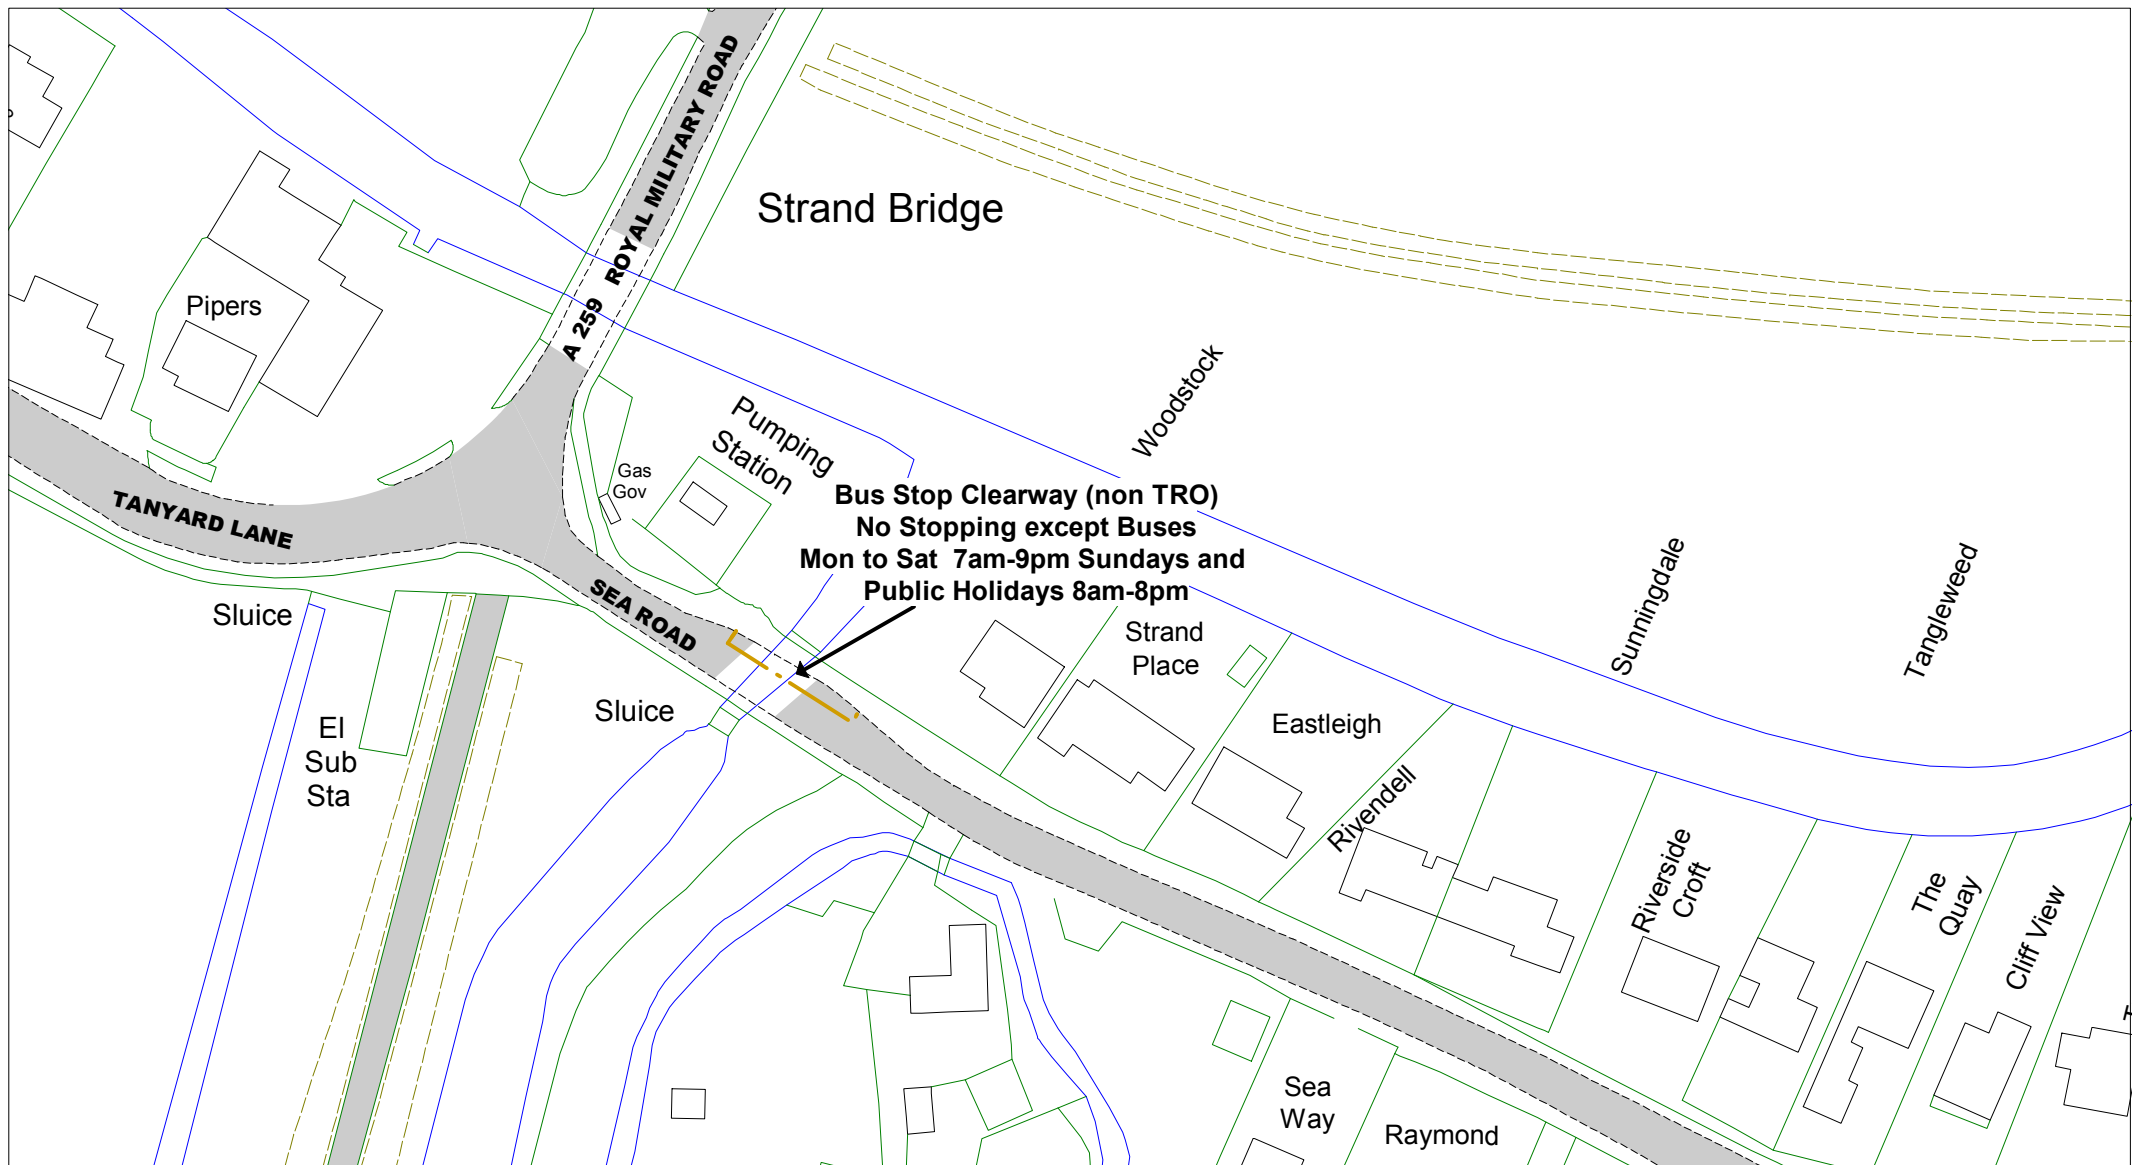 A 259 ROYAL MILITARY ROAD
Strand Bridge
Pipers
Woodstock
Pumping
Station
Gas
Gov
Bus Stop Clearway (non TRO)
No Stopping except Buses
Mon to Sat 7am-9pm Sundays and
Public Holidays 8am-8pm
TANYARD LANE
SEA ROAD
Sluice
Sluice
El
Sub
Sta
Strand
Place
Sunningdale
Tangleweed
Eastleigh
Rivendell
Riverside
Croft
The
Quay
Cliff View
Sea
Way
Raymond